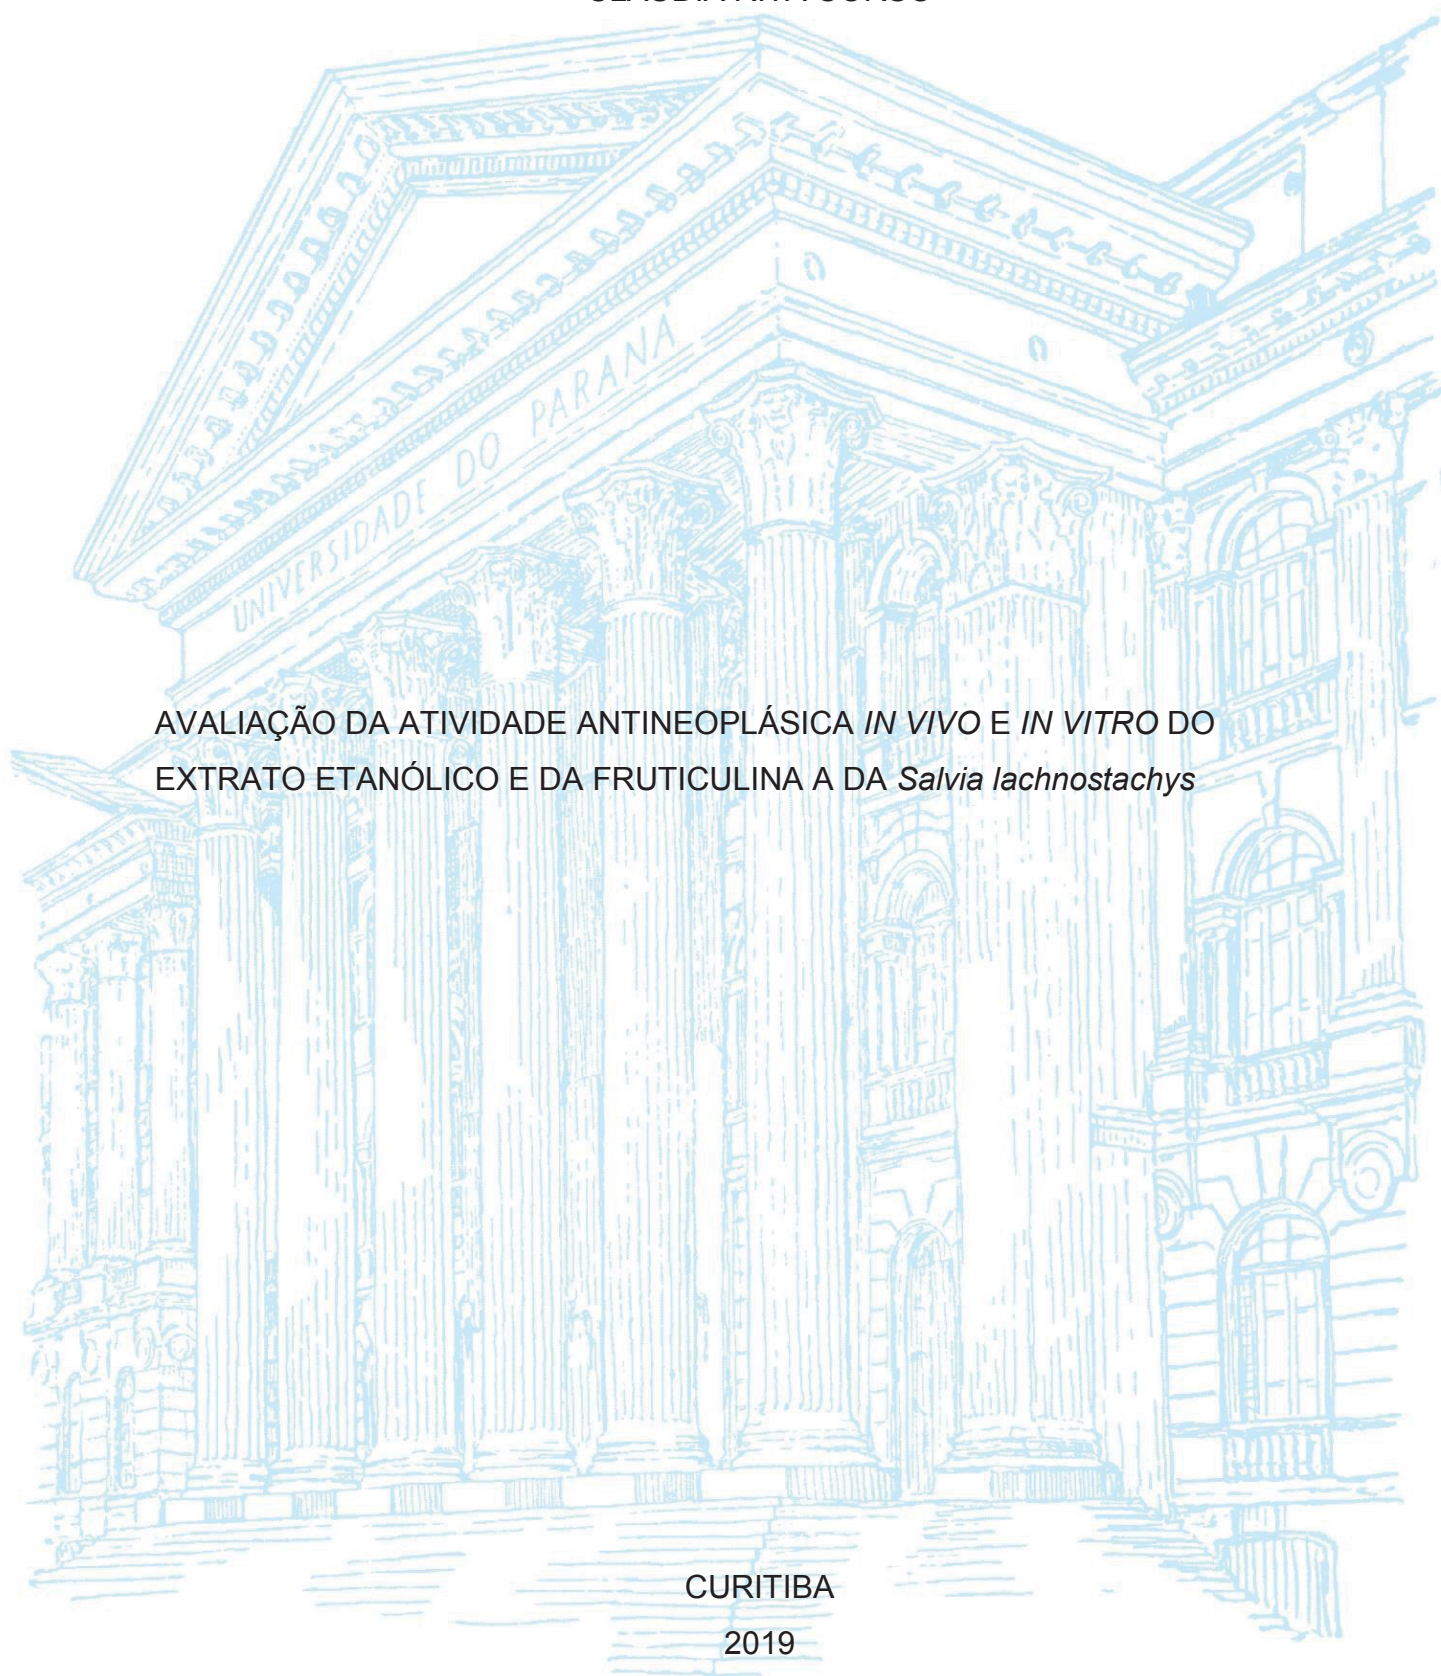 UNIVERSIDADE DO PARANÁ
AVALIAÇÃO DA ATIVIDADE ANTINEOPLÁSICA IN VIVO E IN VITRO DO
EXTRATO ETANÓLICO E DA FRUTICULINA A DA Salvia lachnostachys
CURITIBA
2019